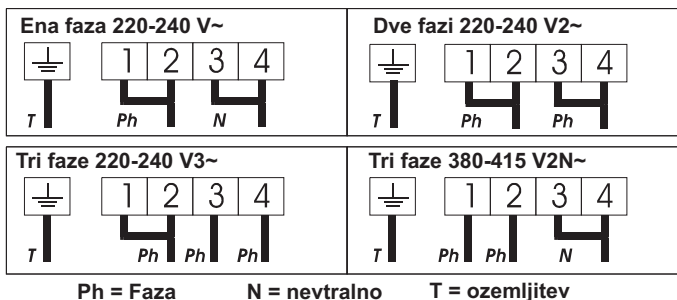 Ena faza 220-240 V~
1 2 3 4
T Ph N
Dve fazi 220-240 V2~
1 2 3 4
T Ph Ph
Tri faze 220-240 V3~
1 2 3 4
T Ph Ph Ph
Tri faze 380-415 V2N~
1 2 3 4
T Ph Ph N
Ph = Faza N = nevtralno T = ozemljitev